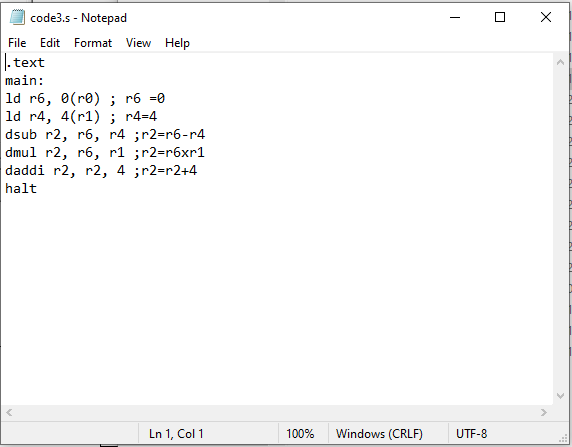 code3.s - Notepad
File Edit Format View Help
.text
main:
ld r6, 0(r0) ; r6 =0
ld r4, 4(r1) ; r4=4
dsub r2, r6, r4 ;r2=r6-r4
dmul r2, r6, r1 ;r2=r6xr1
daddi r2, r2, 4 ;r2=r2+4
halt
Ln 1, Col 1 100% Windows (CRLF) UTF-8